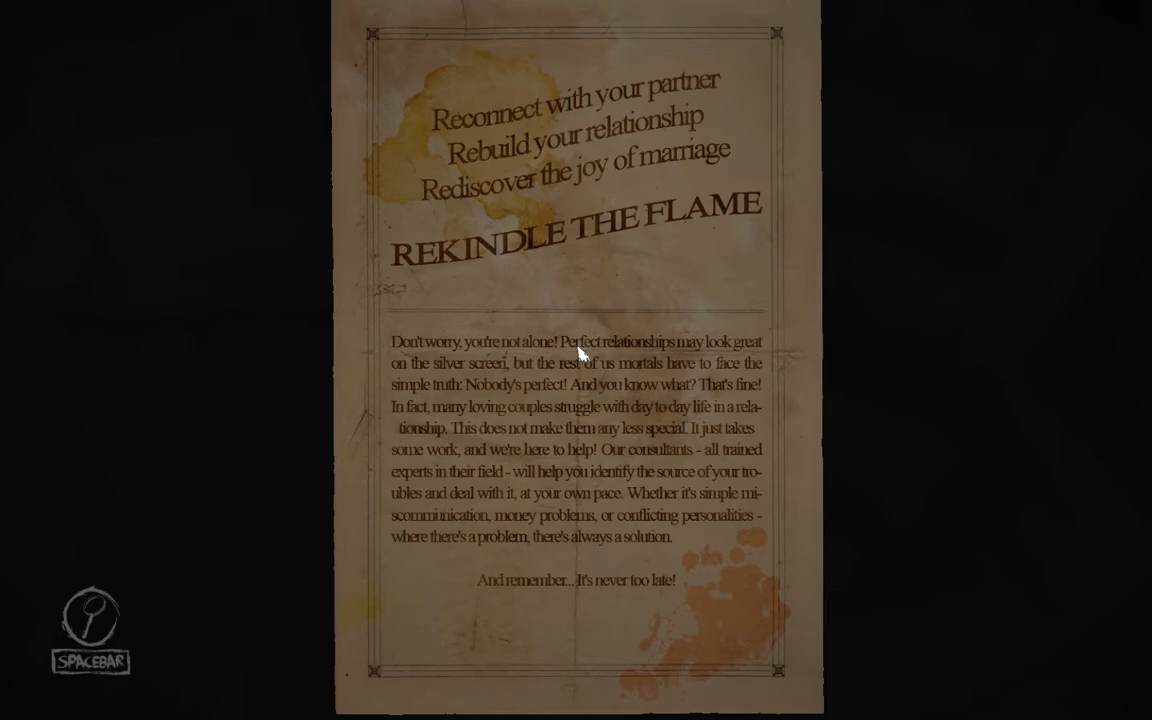 Reconnect with your partner
Rebuild your relationship
Rediscover the joy of marriage
REKINDLE THE FLAME
Don't worry, you're not alone! Perfect relationships may look great
on the silver screen, but the rest of us mortals have to face the
simple truth: Nobody's perfect! And you know what? That's fine!
In fact, many loving couples struggle with day to day life in a rela-
tionship. This does not make them any less special. It just takes
some work, and we're here to help! Our consultants - all trained
experts in their field - will help you identify the source of your tro-
ubles and deal with it, at your own pace. Whether it's simple mi-
scommunication, money problems, or conflicting personalities -
where there's a problem, there's always a solution.
And remember... It's never too late!
SPACEBAR